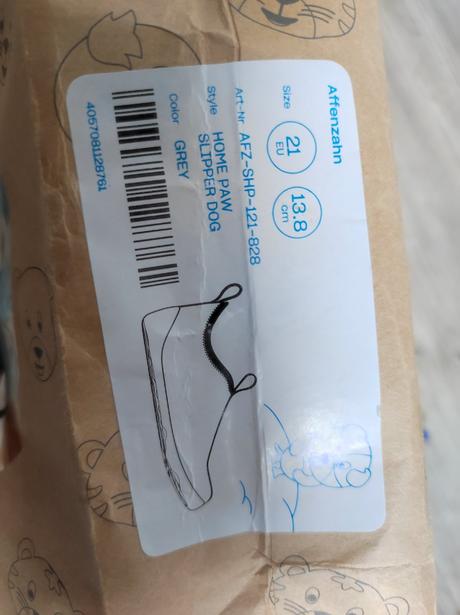 Affenzahn
Size
21
EU
13.8
cm
Art-Nr AFZ-SHP-121-828
Style HOME PAW
SLIPPER DOG
Color GREY
4057081128761